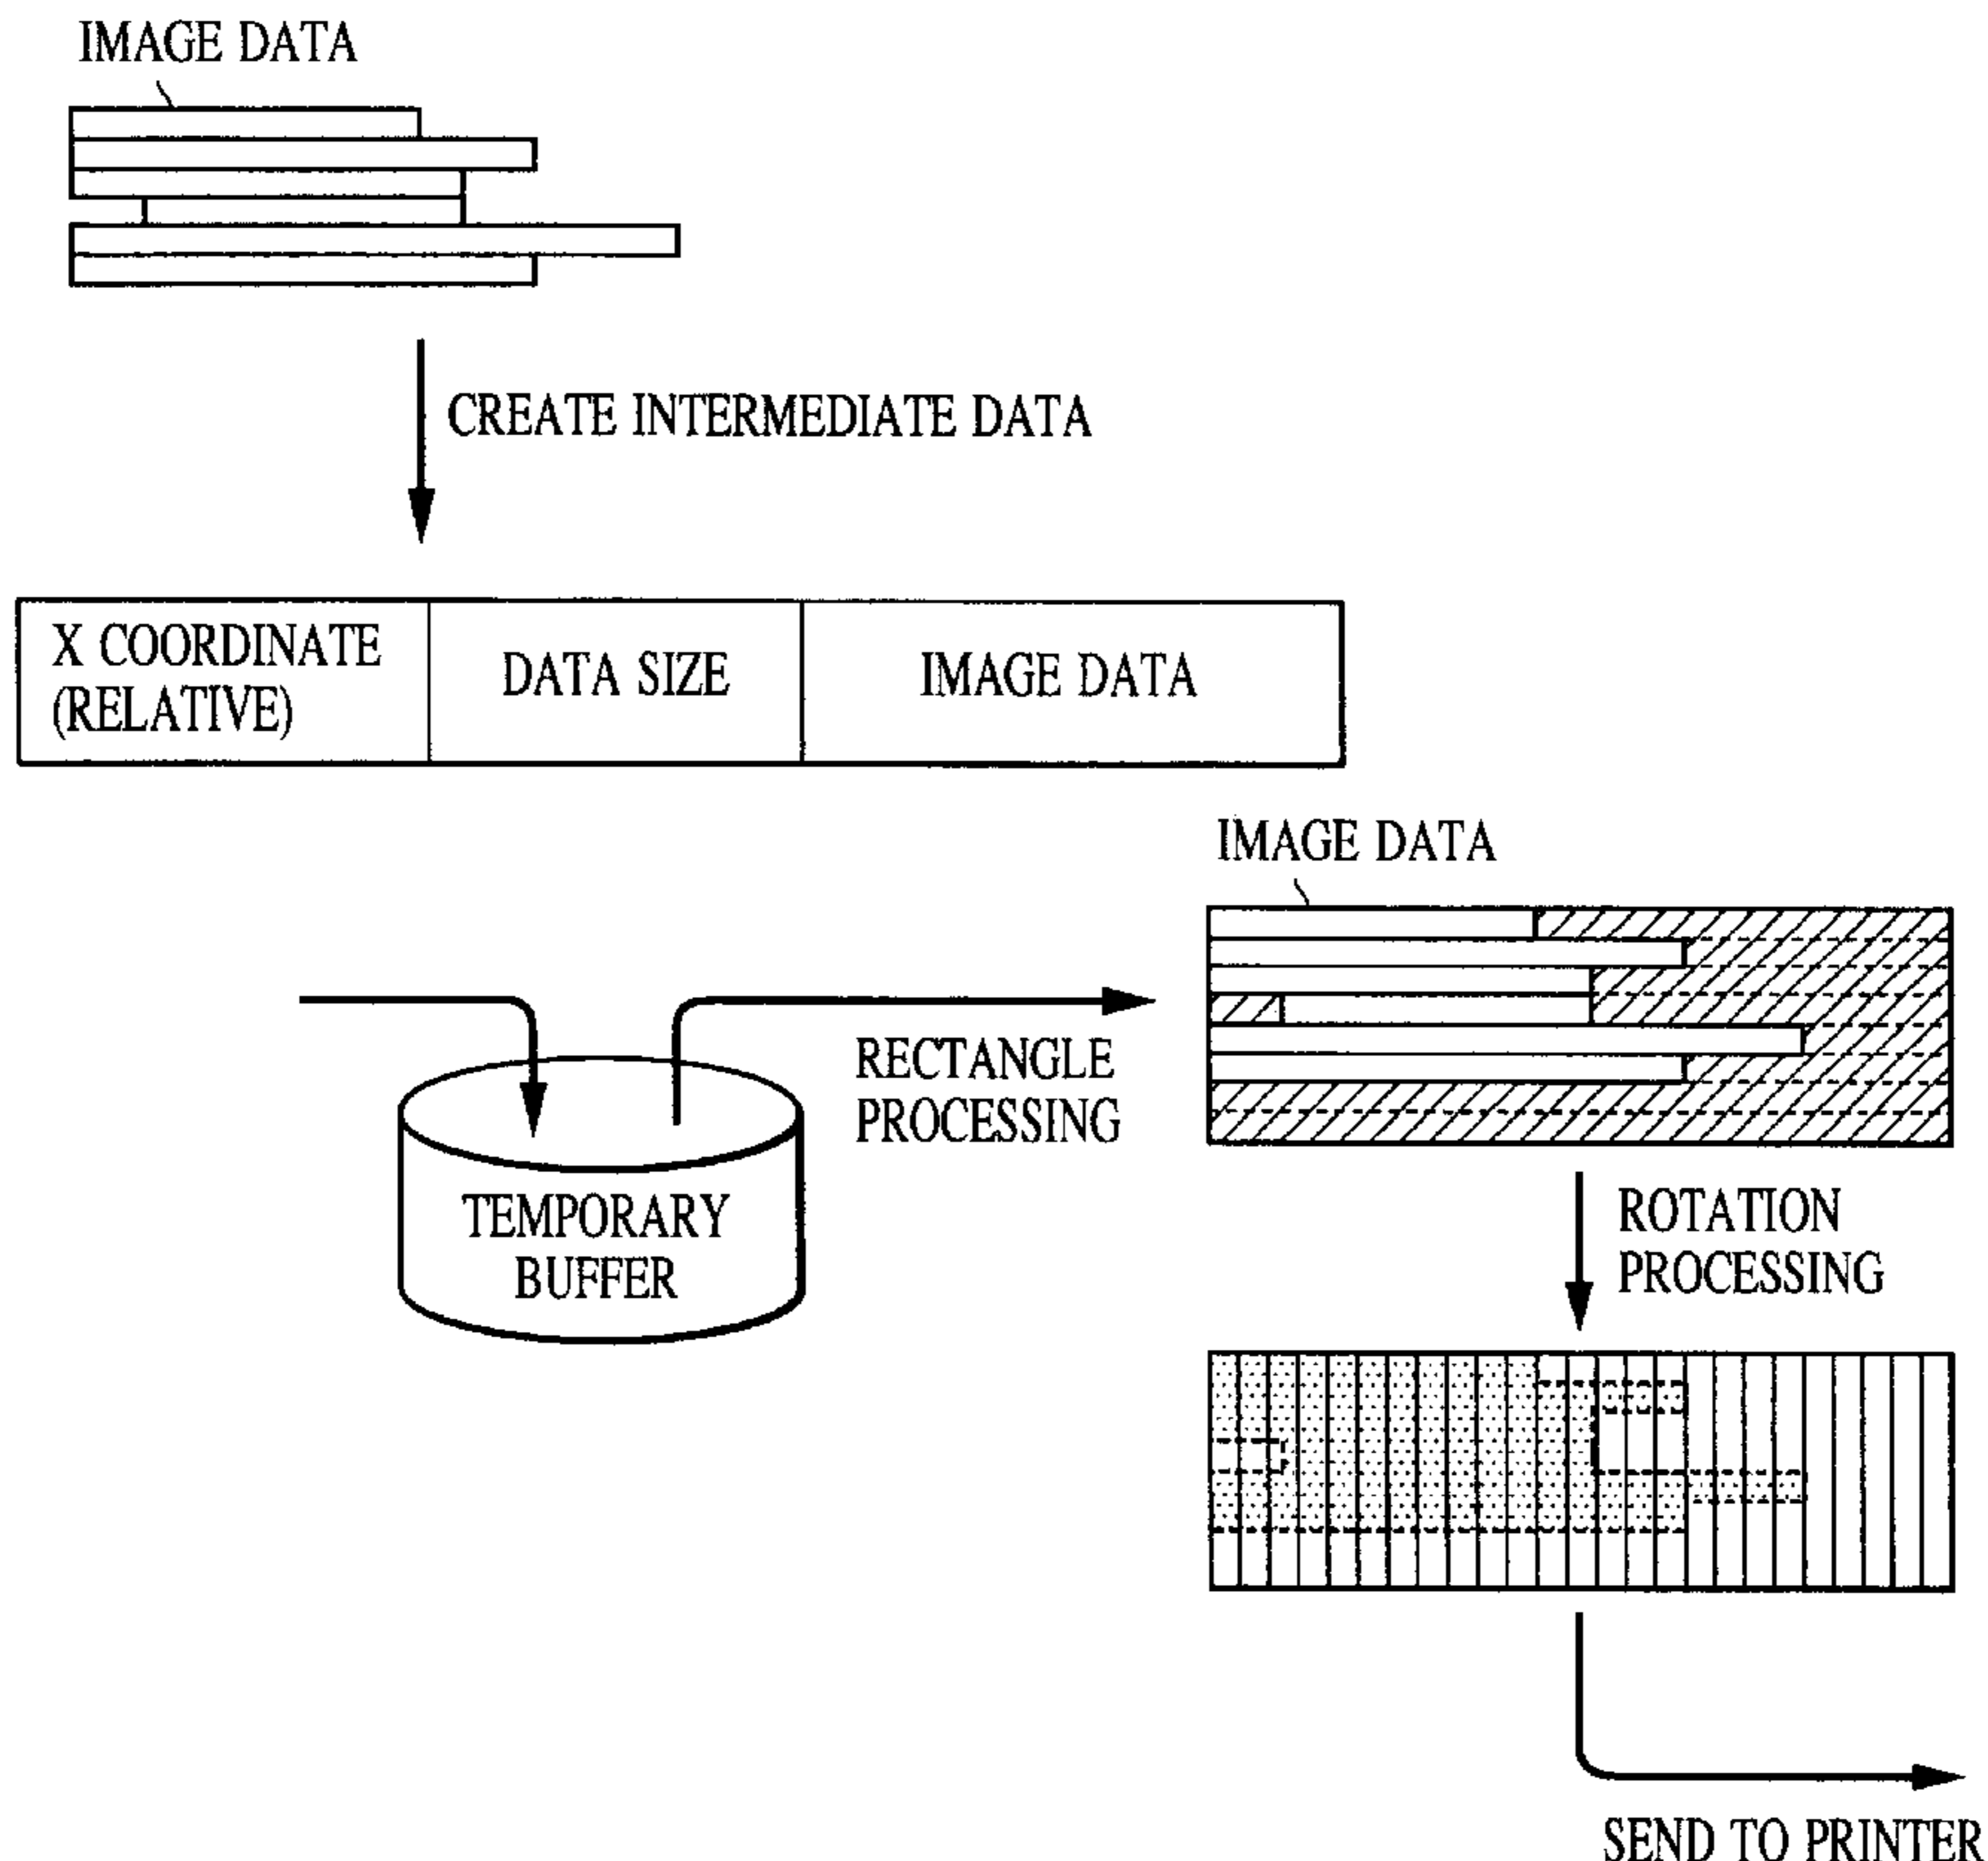 IMAGE DATA
CREATE INTERMEDIATE DATA
X COORDINATE
(RELATIVE)
DATA SIZE
IMAGE DATA
IMAGE DATA
RECTANGLE
PROCESSING
TEMPORARY
BUFFER
ROTATION
PROCESSING
SEND TO PRINTER